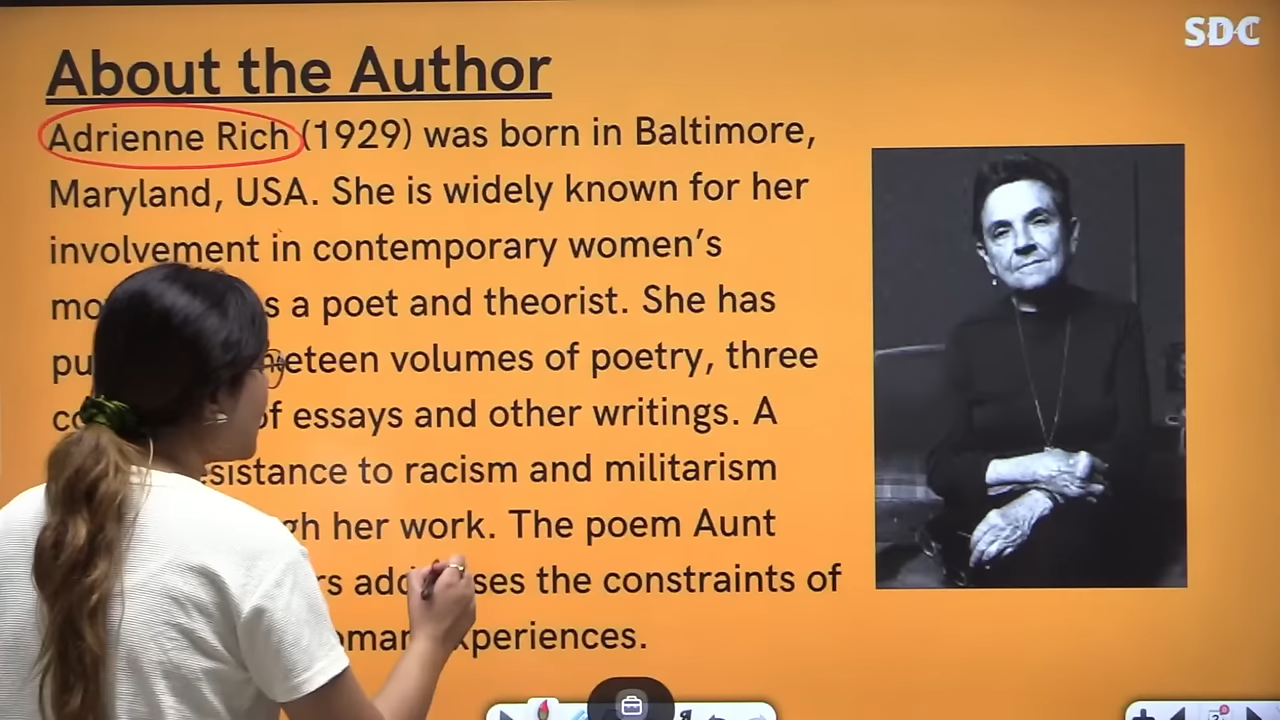 SDC
About the Author
Adrienne Rich (1929) was born in Baltimore,
Maryland, USA. She is widely known for her
involvement in contemporary women's
a poet and theorist. She has
volumes of poetry, three
of essays and other writings. A
to racism and militarism
her work. The poem Aunt
the constraints of
experiences.